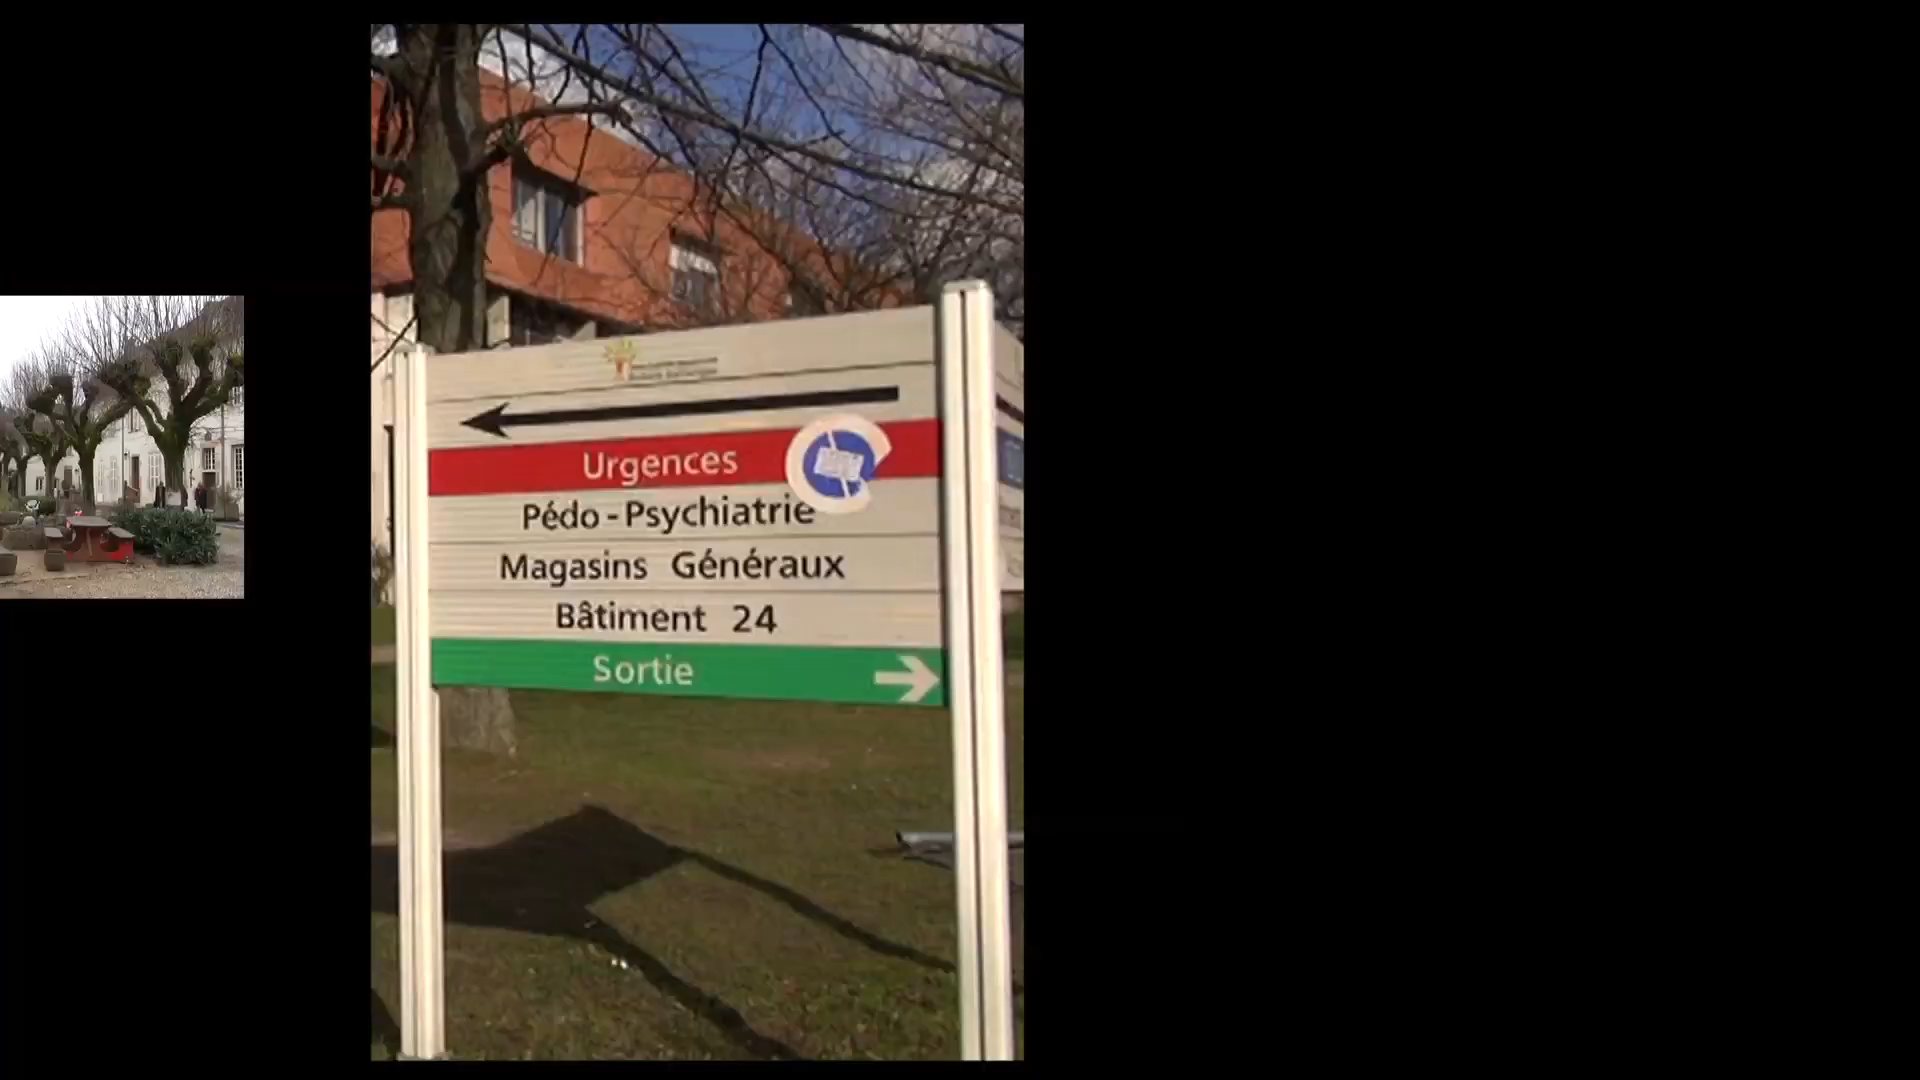 Urgences
Pédo-Psychiatrie
Magasins Généraux
Bâtiment 24
Sortie